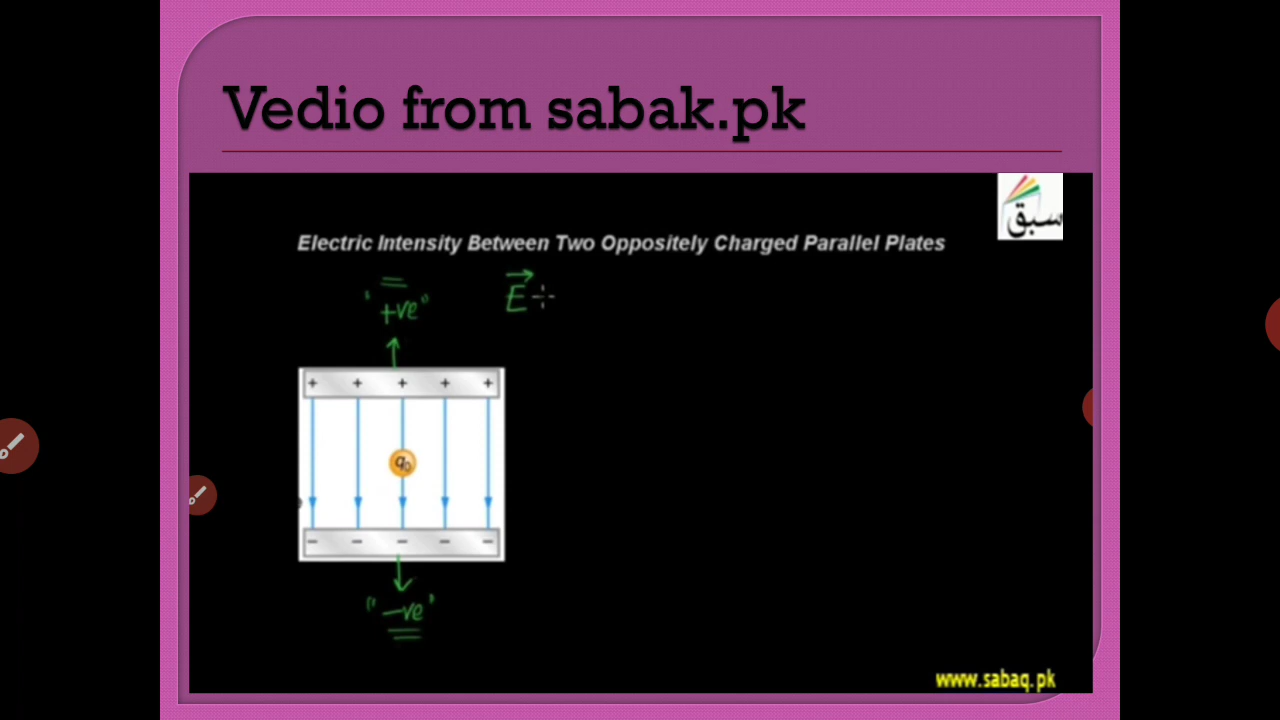 Vedio from sabak.pk
سبق
Electric Intensity Between Two Oppositely Charged Parallel Plates
"+ve"
E
+ + + + +
q0
− − − − −
"−ve"
www.sabaq.pk